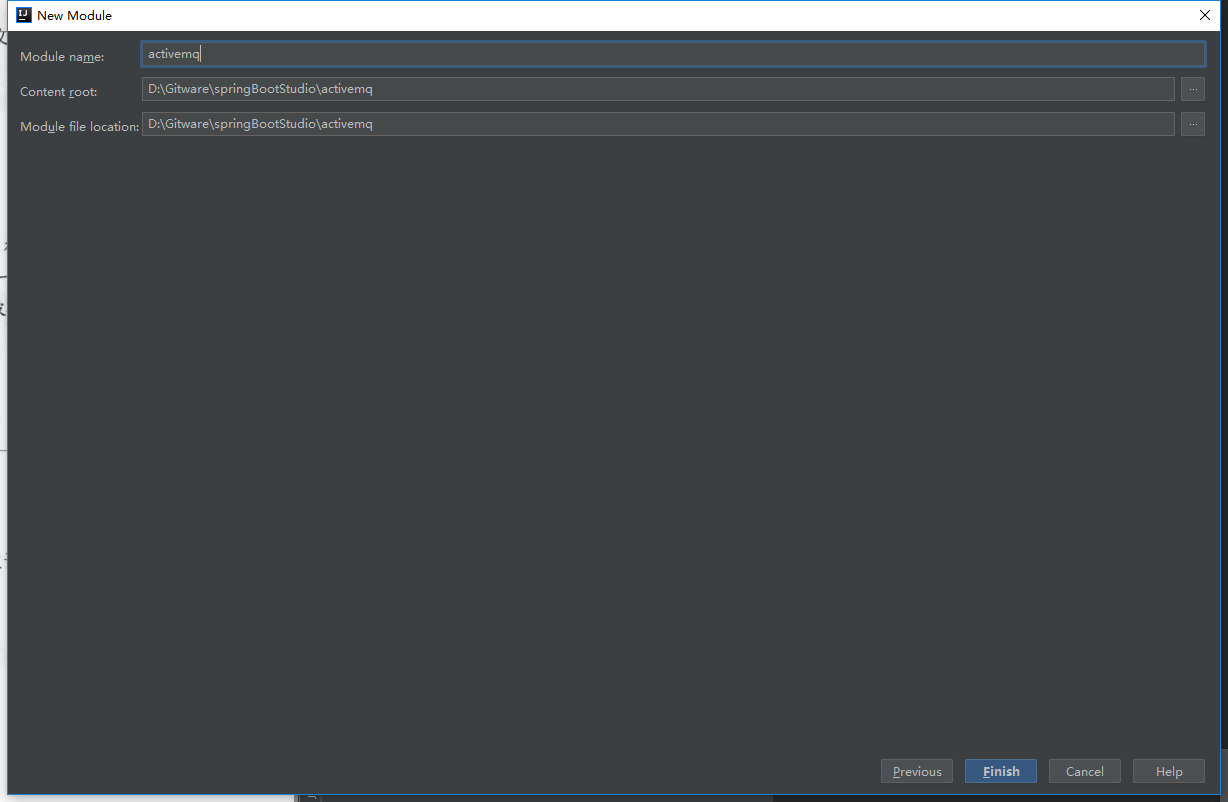 New Module
Module name: activemq
Content root: D:\Gitware\springBootStudio\activemq ...
Module file location: D:\Gitware\springBootStudio\activemq ...
Previous Finish Cancel Help